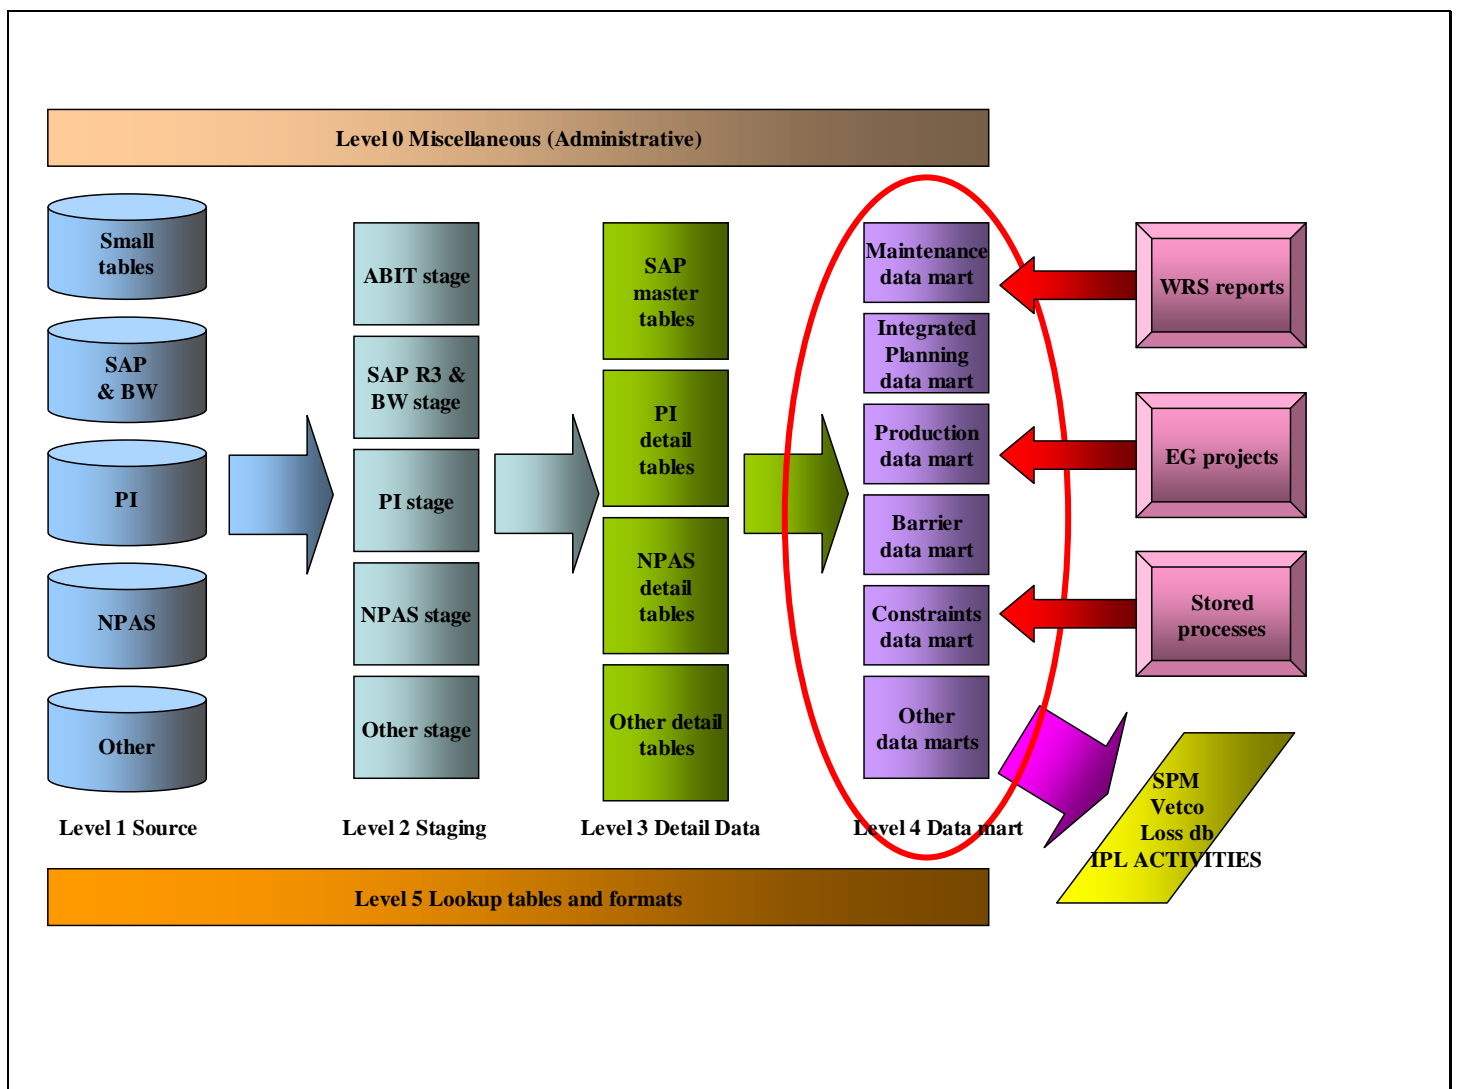 Level 0 Miscellaneous (Administrative)
Small
tables
SAP
& BW
PI
NPAS
Other
Level 1 Source
ABIT stage
SAP R3 &
BW stage
PI stage
NPAS stage
Other stage
Level 2 Staging
SAP
master
tables
PI
detail
tables
NPAS
detail
tables
Other detail
tables
Level 3 Detail Data
Maintenance
data mart
Integrated
Planning
data mart
Production
data mart
Barrier
data mart
Constraints
data mart
Other
data marts
Level 4 Data mart
WRS reports
EG projects
Stored
processes
SPM
Vetco
Loss db
IPL ACTIVITIES
Level 5 Lookup tables and formats